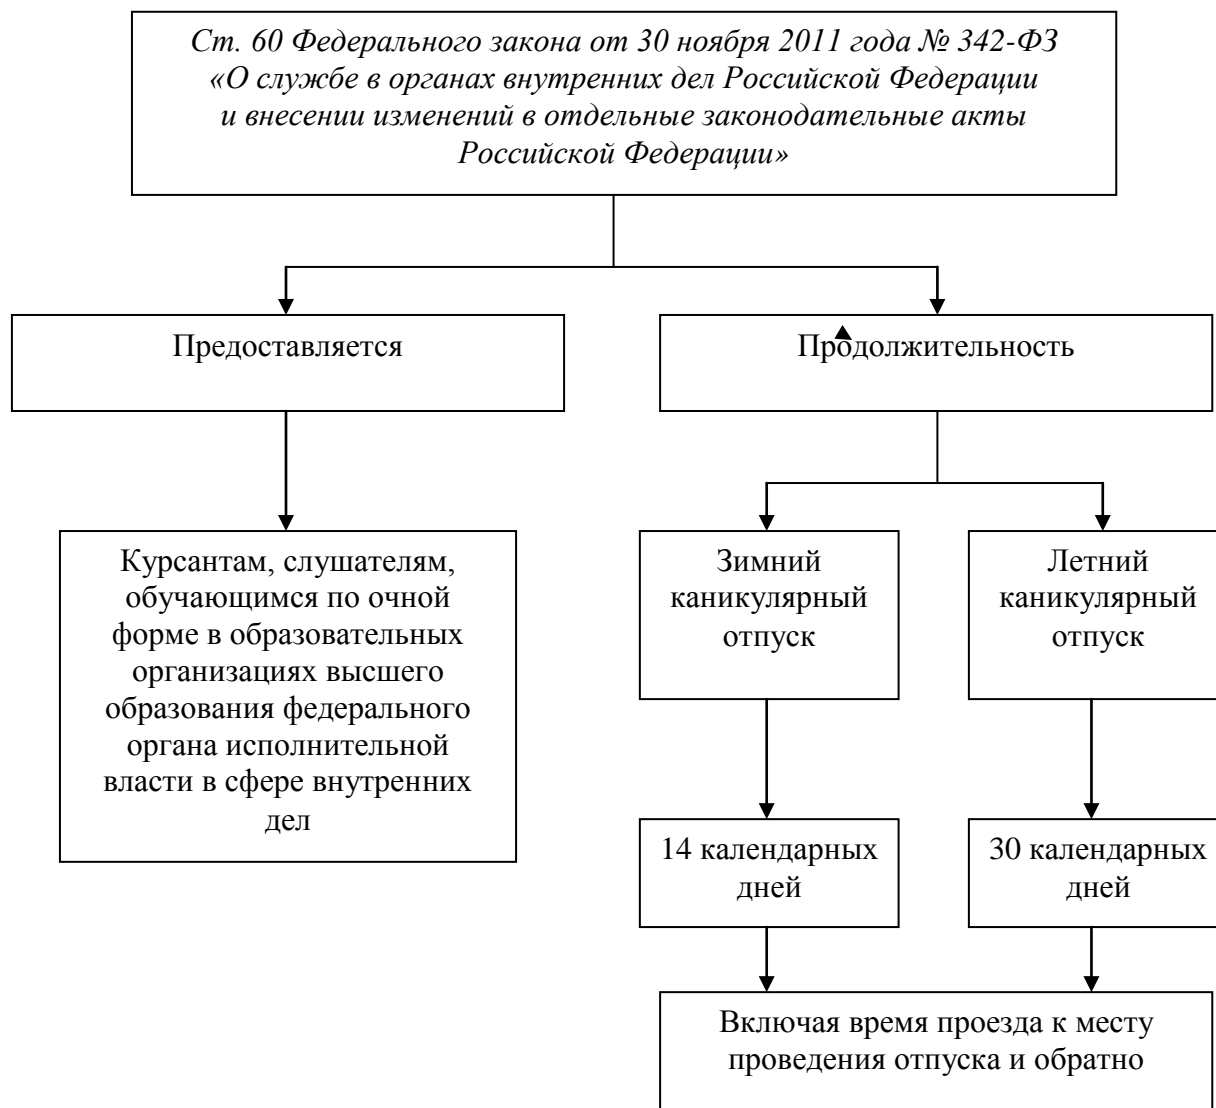 Ст. 60 Федерального закона от 30 ноября 2011 года № 342-ФЗ
«О службе в органах внутренних дел Российской Федерации
и внесении изменений в отдельные законодательные акты
Российской Федерации»
Предоставляется
Продолжительность
Курсантам, слушателям,
обучающимся по очной
форме в образовательных
организациях высшего
образования федерального
органа исполнительной
власти в сфере внутренних
дел
Зимний
каникулярный
отпуск
Летний
каникулярный
отпуск
14 календарных
дней
30 календарных
дней
Включая время проезда к месту
проведения отпуска и обратно